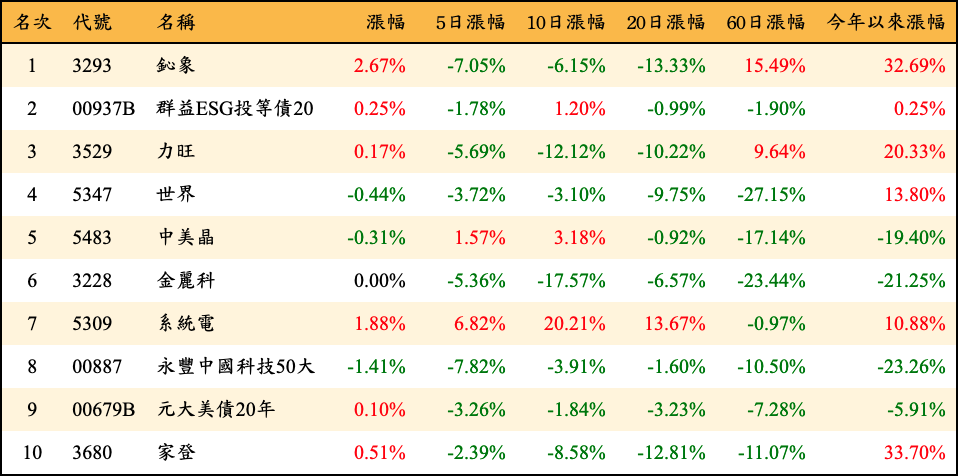 名次 代號 名稱 漲幅 5日漲幅 10日漲幅 20日漲幅 60日漲幅 今年以來漲幅
1 3293 鈊象 2.67% -7.05% -6.15% -13.33% 15.49% 32.69%
2 00937B 群益ESG投等債20 0.25% -1.78% 1.20% -0.99% -1.90% 0.25%
3 3529 力旺 0.17% -5.69% -12.12% -10.22% 9.64% 20.33%
4 5347 世界 -0.44% -3.72% -3.10% -9.75% -27.15% 13.80%
5 5483 中美晶 -0.31% 1.57% 3.18% -0.92% -17.14% -19.40%
6 3228 金麗科 0.00% -5.36% -17.57% -6.57% -23.44% -21.25%
7 5309 系統電 1.88% 6.82% 20.21% 13.67% -0.97% 10.88%
8 00887 永豐中國科技50大 -1.41% -7.82% -3.91% -1.60% -10.50% -23.26%
9 00679B 元大美債20年 0.10% -3.26% -1.84% -3.23% -7.28% -5.91%
10 3680 家登 0.51% -2.39% -8.58% -12.81% -11.07% 33.70%